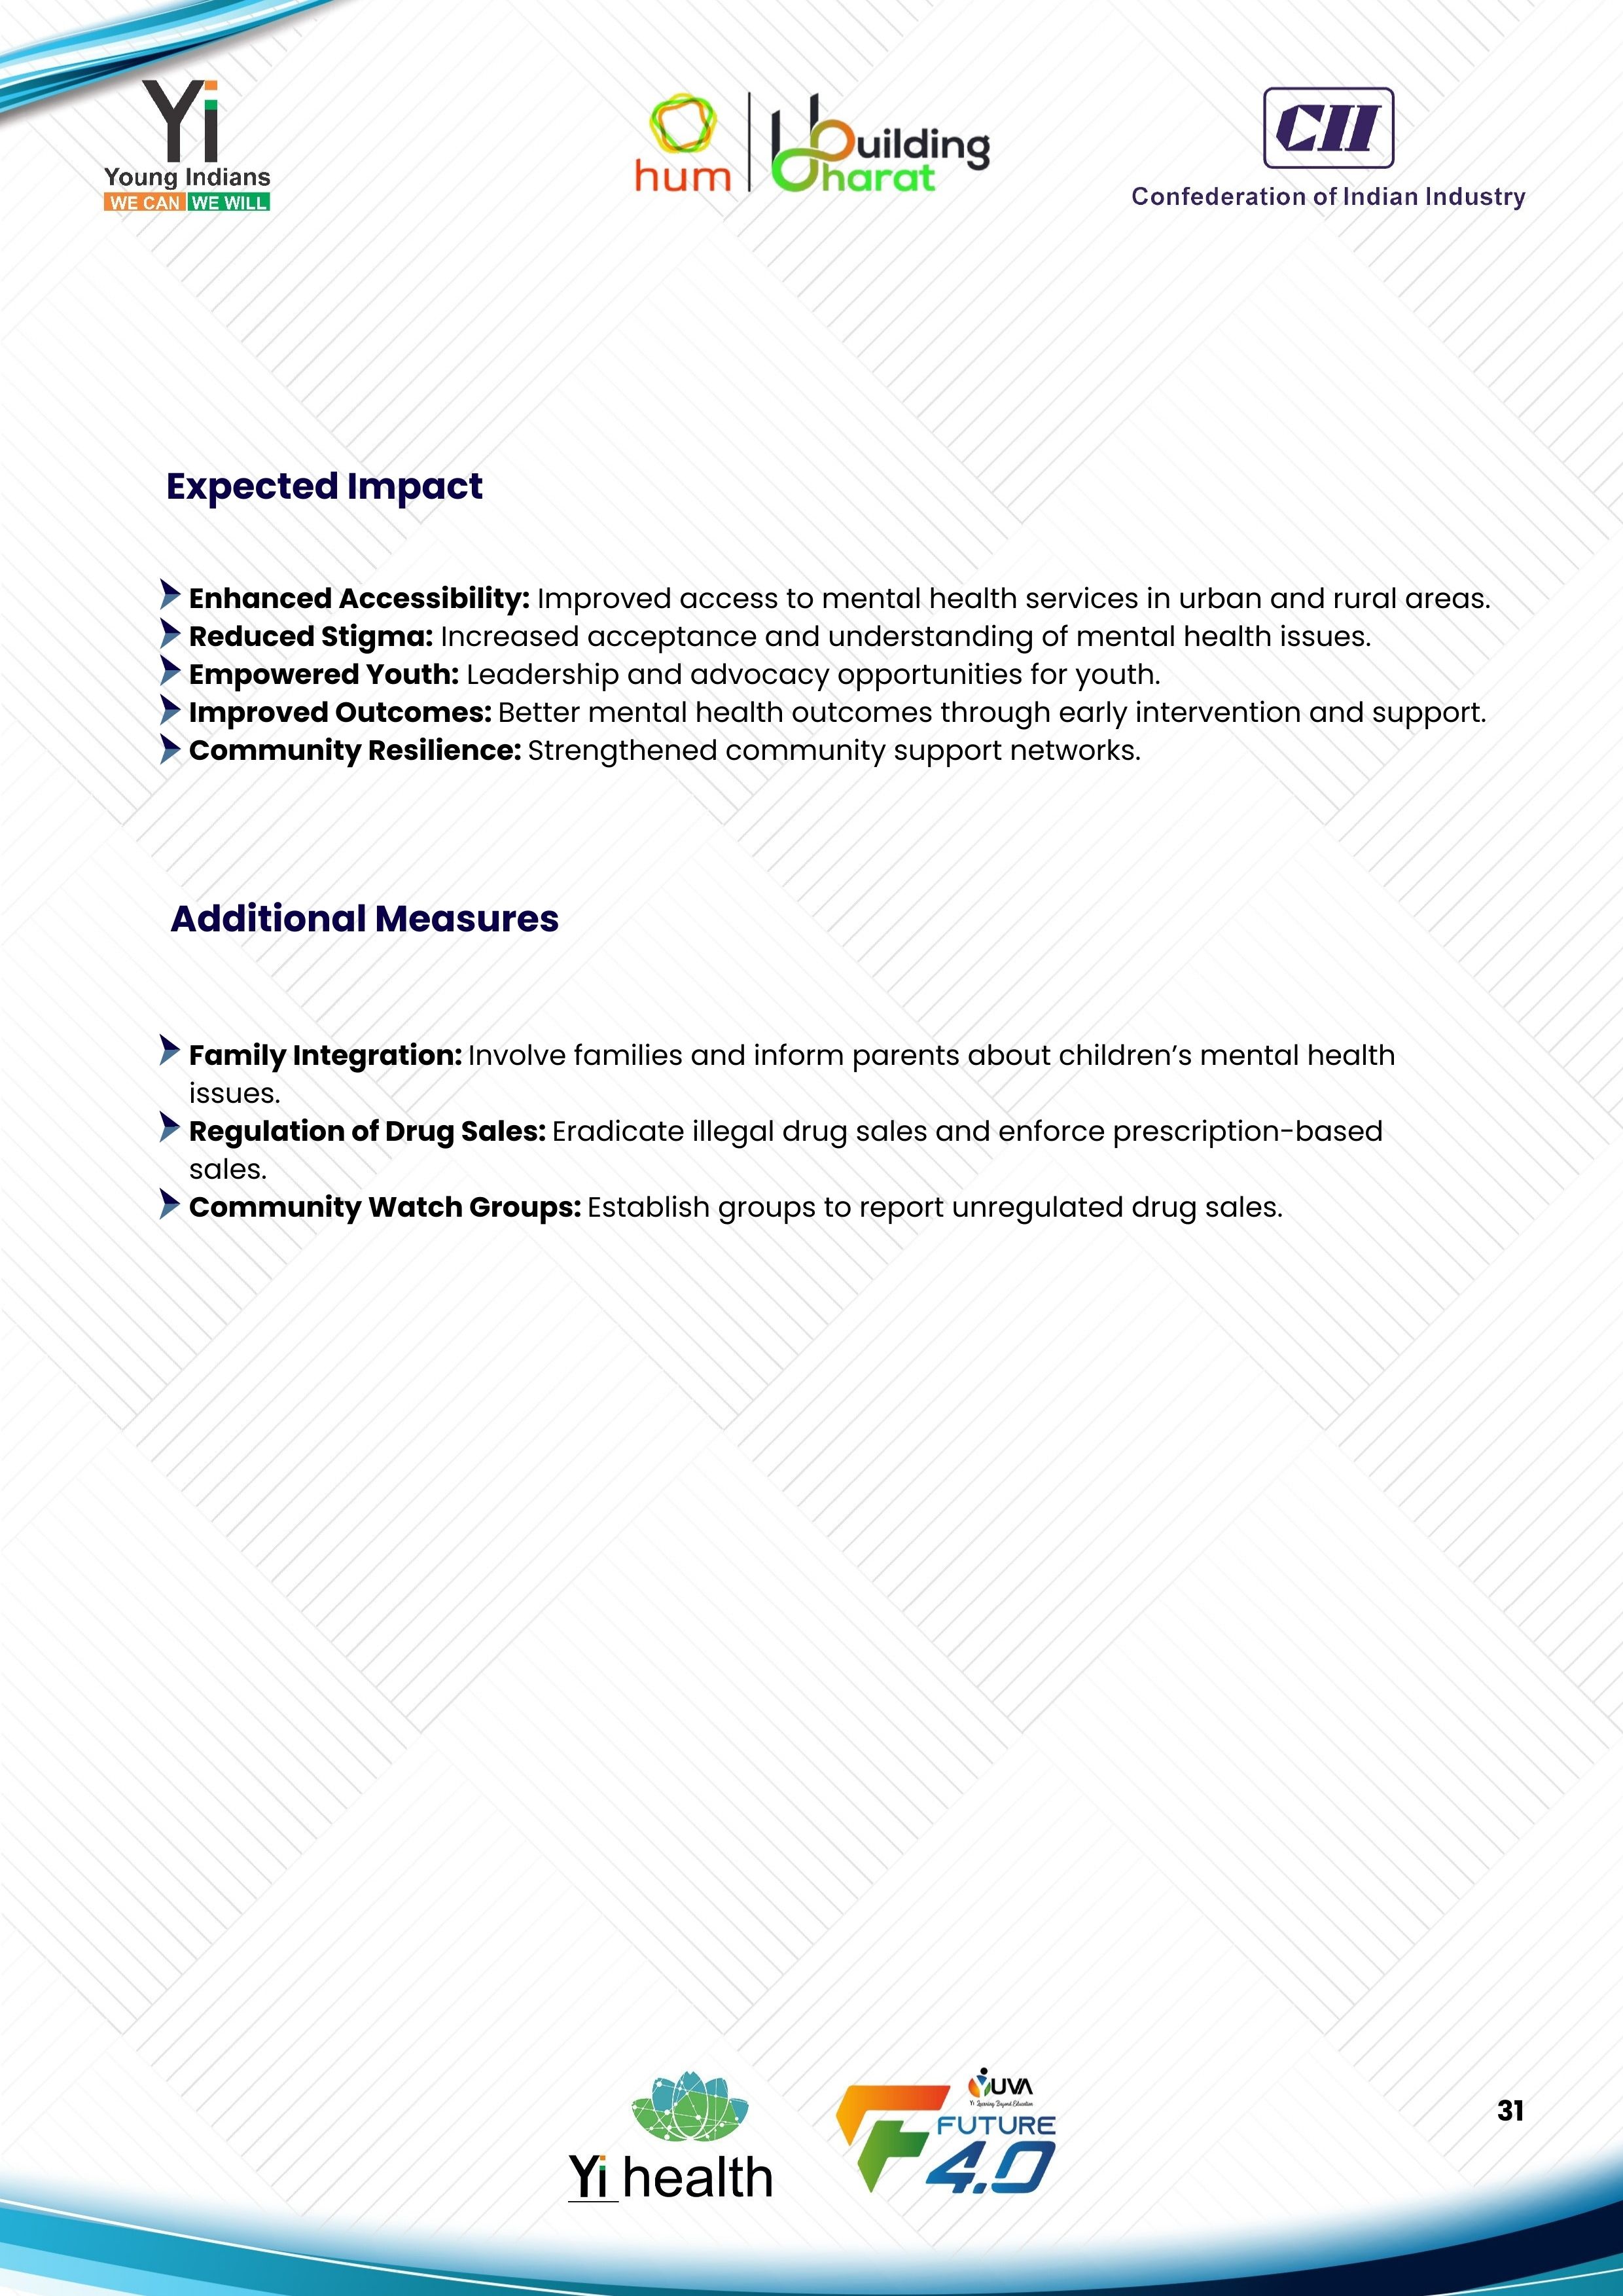 Yi
Young Indians
WE CAN WE WILL
hum
Building
Bharat
CII
Confederation of Indian Industry
Expected Impact
Enhanced Accessibility: Improved access to mental health services in urban and rural areas.
Reduced Stigma: Increased acceptance and understanding of mental health issues.
Empowered Youth: Leadership and advocacy opportunities for youth.
Improved Outcomes: Better mental health outcomes through early intervention and support.
Community Resilience: Strengthened community support networks.
Additional Measures
Family Integration: Involve families and inform parents about children’s mental health
issues.
Regulation of Drug Sales: Eradicate illegal drug sales and enforce prescription-based
sales.
Community Watch Groups: Establish groups to report unregulated drug sales.
Yi health
YUVA
Yi Learning Beyond Education
FUTURE
4.0
31